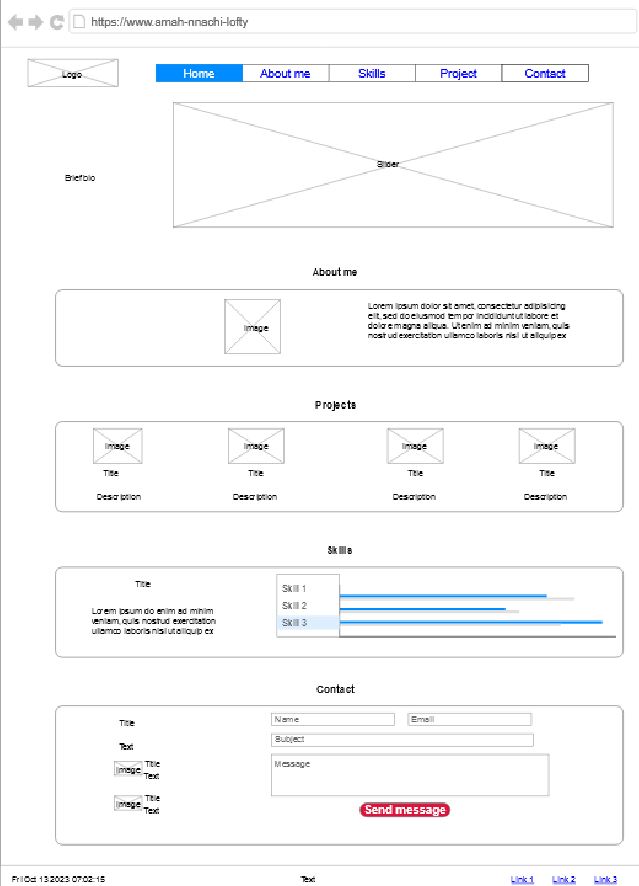 https://www.amah-nnachi-lofty
Logo
Home About me Skills Project Contact
Slider
Brief bio
About me
Image
Lorem ipsum dolor sit amet, consectetur adipisicing
elit, sed do eiusmod tempor incididunt ut labore et
dolore magna aliqua. Ut enim ad minim veniam, quis
nostrud exercitation ullamco laboris nisi ut aliquip ex
Projects
Image Image Image Image
Title Title Title Title
Description Description Description Description
Skills
Title
Lorem ipsum do enim ad minim
veniam, quis nostrud exercitation
ullamco laboris nisi ut aliquip ex
Skill 1
Skill 2
Skill 3
Contact
Title
Text
Image Title
Text
Image Title
Text
Name Email
Subject
Message
Send message
Fri Oct 13 2023 07:02:15 Text Link 1 Link 2 Link 3